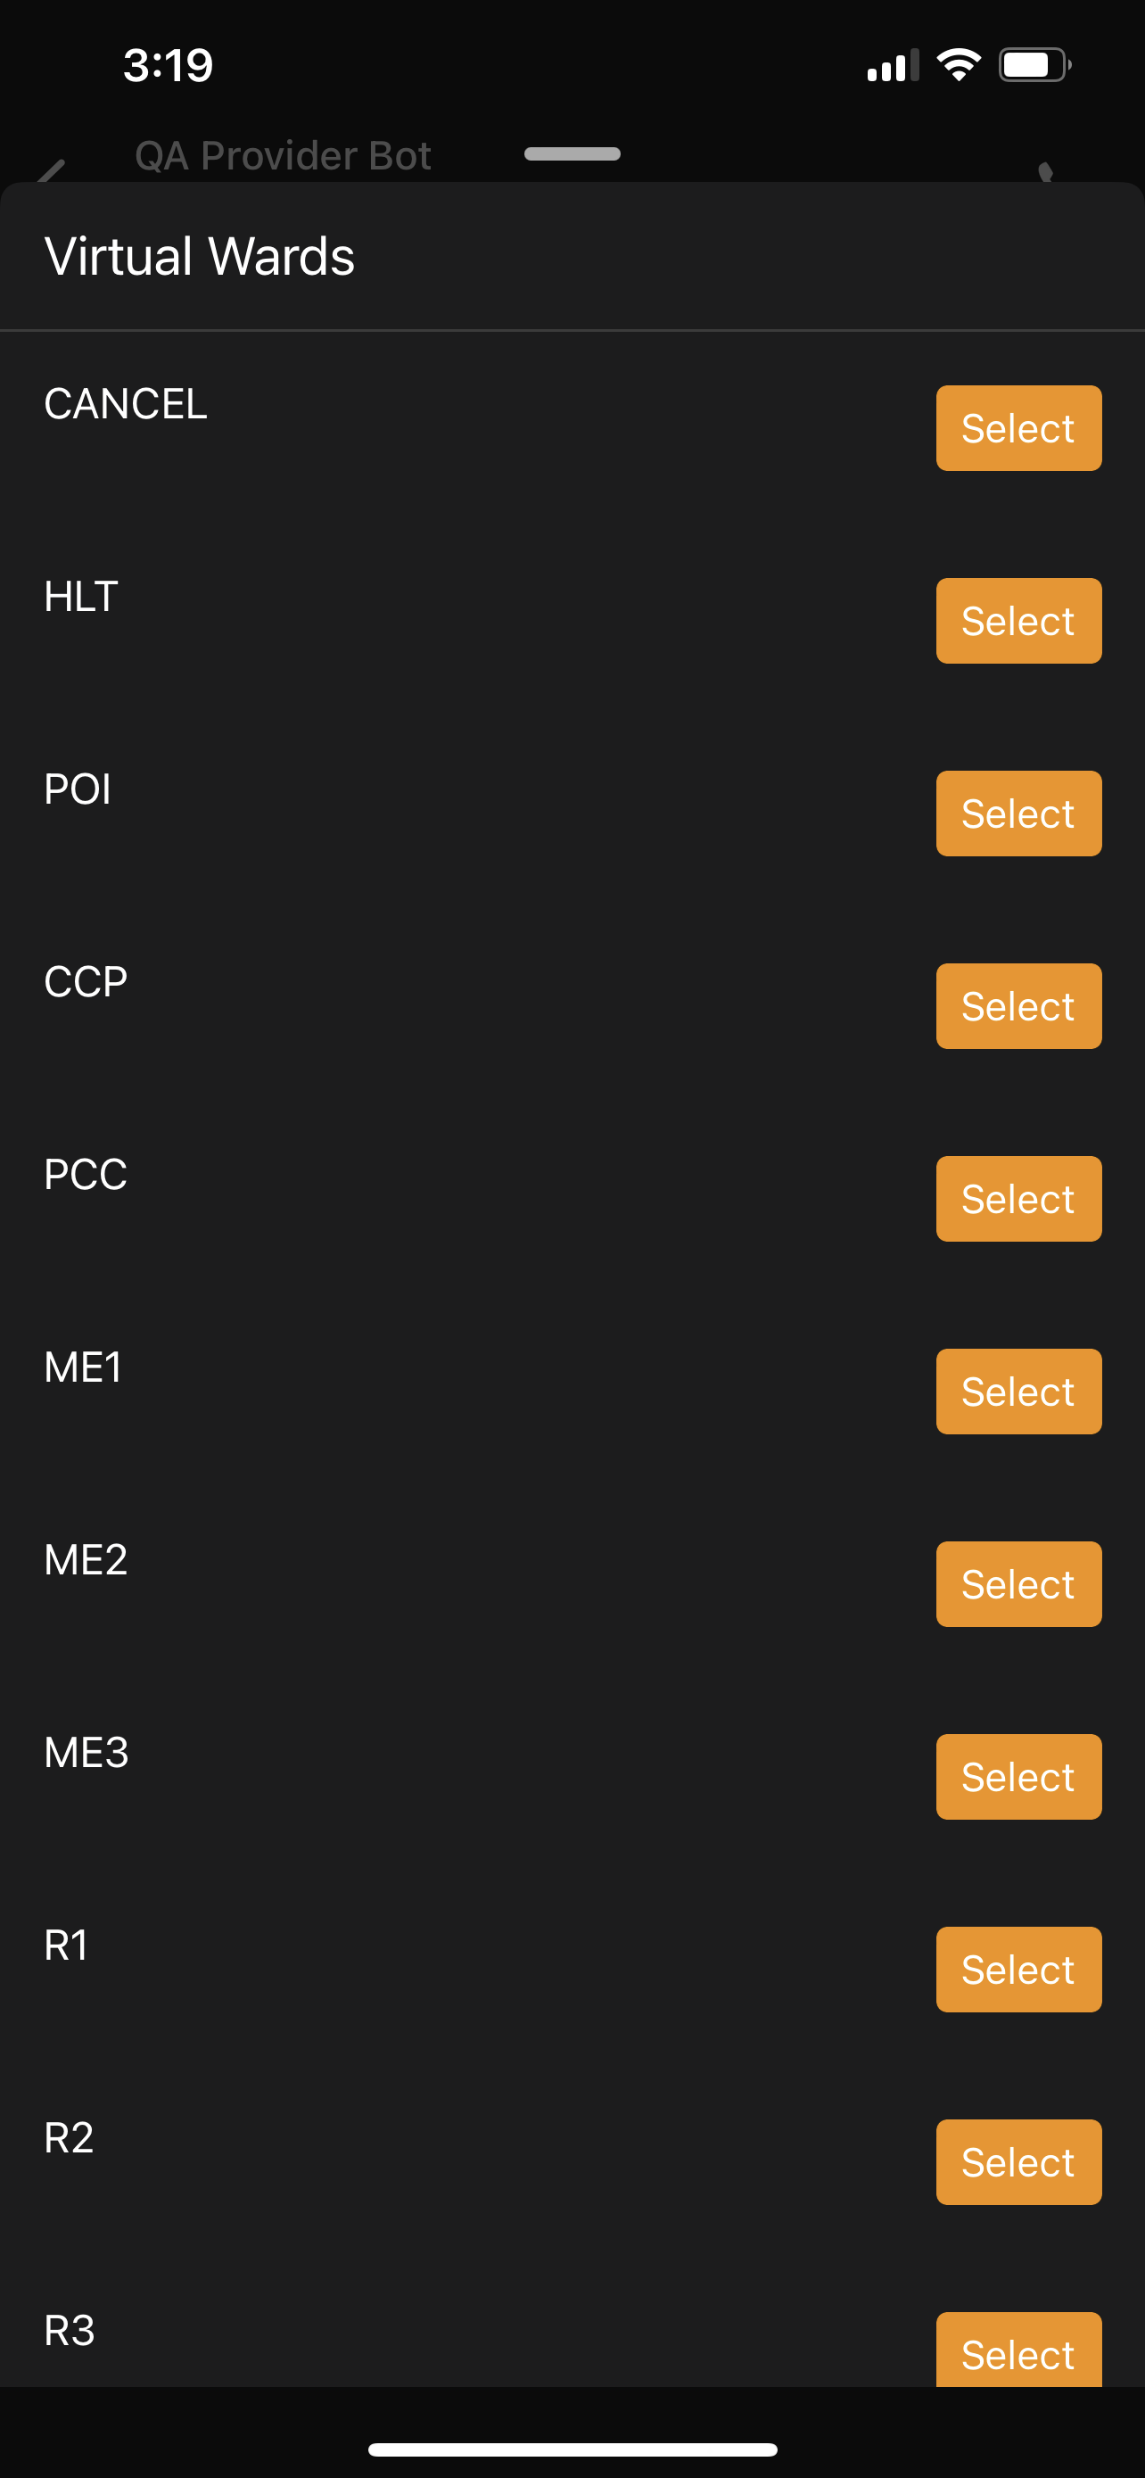 3:19
QA Provider Bot
Virtual Wards
CANCEL Select
HLT Select
POI Select
CCP Select
PCC Select
ME1 Select
ME2 Select
ME3 Select
R1 Select
R2 Select
R3 Select